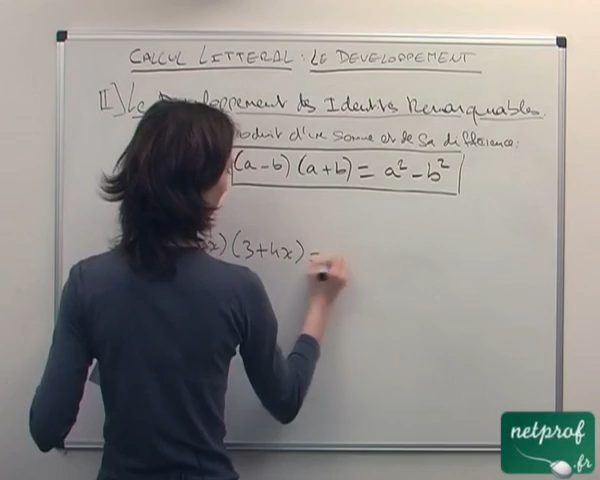 CALCUL LITTERAL : LE DEVELOPPEMENT
II) Le Developpement des Identités Remarquables.
produit d'une somme et de sa différence :
(a-b) (a+b) = a² - b²
x) (3+4x) =
netprof
.fr